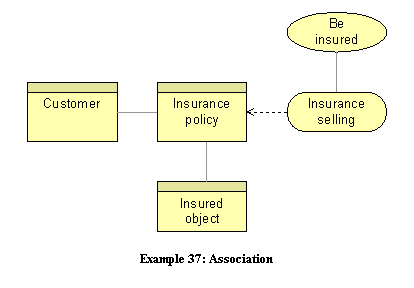 Be
insured
Customer
Insurance
policy
Insurance
selling
Insured
object
Example 37: Association